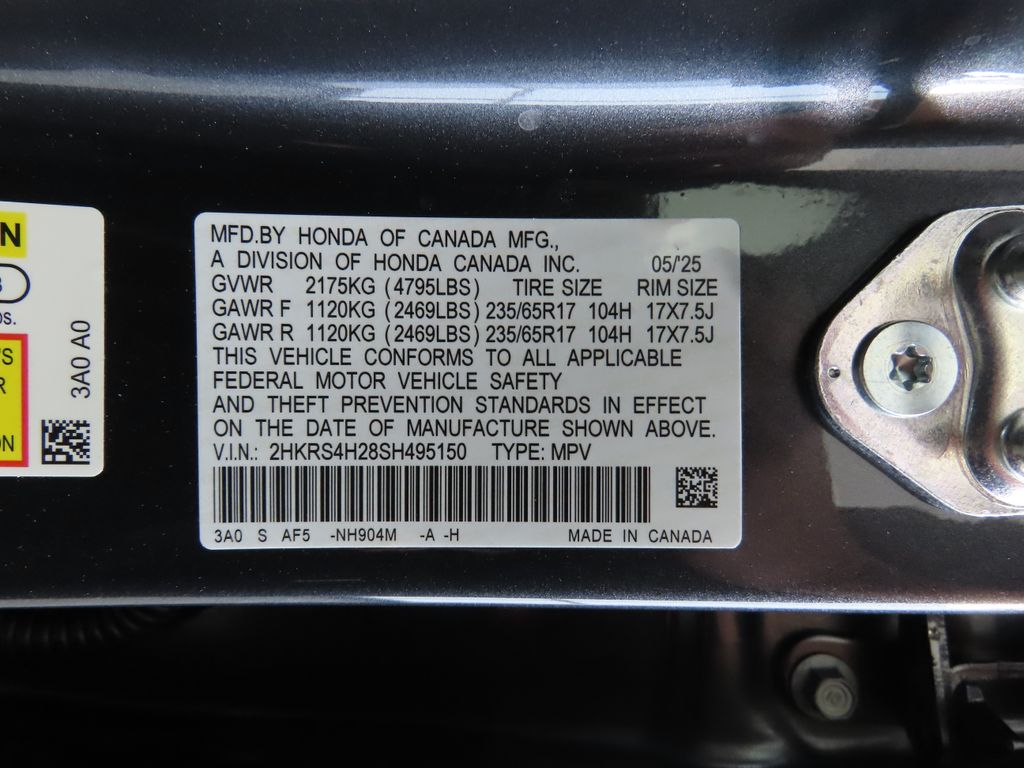 N
3
OS.
'S
R
ON
3A0 A0
MFD.BY HONDA OF CANADA MFG.,
A DIVISION OF HONDA CANADA INC. 05/'25
GVWR 2175KG (4795LBS) TIRE SIZE RIM SIZE
GAWR F 1120KG (2469LBS) 235/65R17 104H 17X7.5J
GAWR R 1120KG (2469LBS) 235/65R17 104H 17X7.5J
THIS VEHICLE CONFORMS TO ALL APPLICABLE
FEDERAL MOTOR VEHICLE SAFETY
AND THEFT PREVENTION STANDARDS IN EFFECT
ON THE DATE OF MANUFACTURE SHOWN ABOVE.
V.I.N.: 2HKRS4H28SH495150 TYPE: MPV
3A0 S AF5 -NH904M -A -H MADE IN CANADA